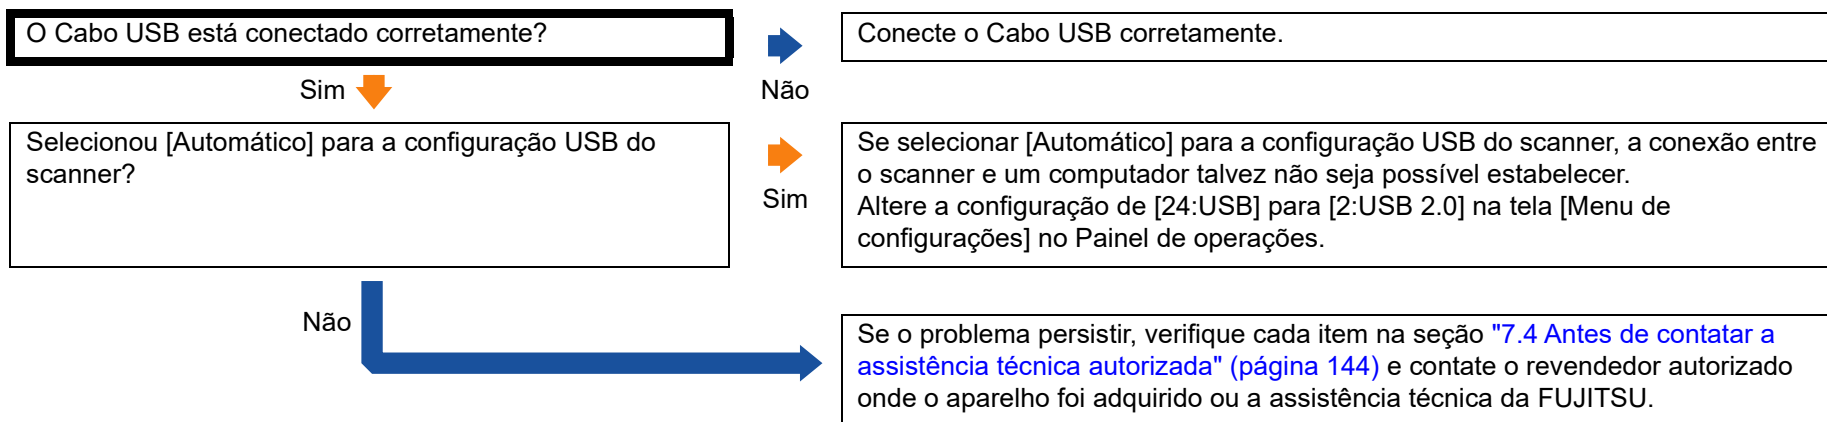 O Cabo USB está conectado corretamente?
Conecte o Cabo USB corretamente.
Sim
Não
Selecionou [Automático] para a configuração USB do
scanner?
Sim
Se selecionar [Automático] para a configuração USB do scanner, a conexão entre
o scanner e um computador talvez não seja possível estabelecer.
Altere a configuração de [24:USB] para [2:USB 2.0] na tela [Menu de
configurações] no Painel de operações.
Não
Se o problema persistir, verifique cada item na seção "7.4 Antes de contatar a
assistência técnica autorizada" (página 144) e contate o revendedor autorizado
onde o aparelho foi adquirido ou a assistência técnica da FUJITSU.